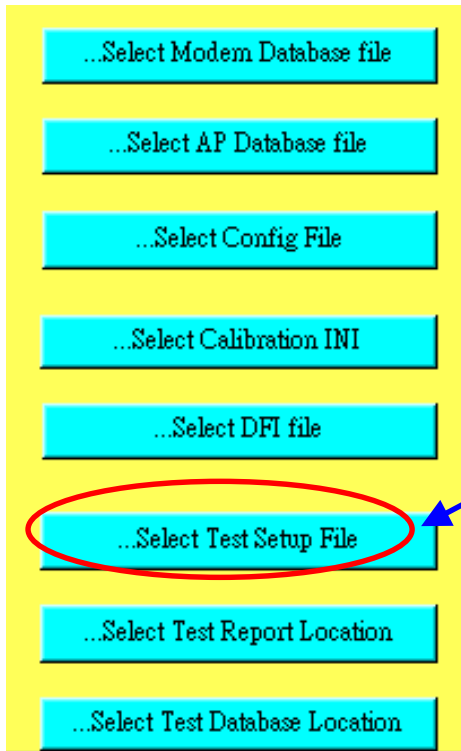 ...Select Modem Database file
...Select AP Database file
...Select Config File
...Select Calibration INI
...Select DFI file
...Select Test Setup File
...Select Test Report Location
...Select Test Database Location